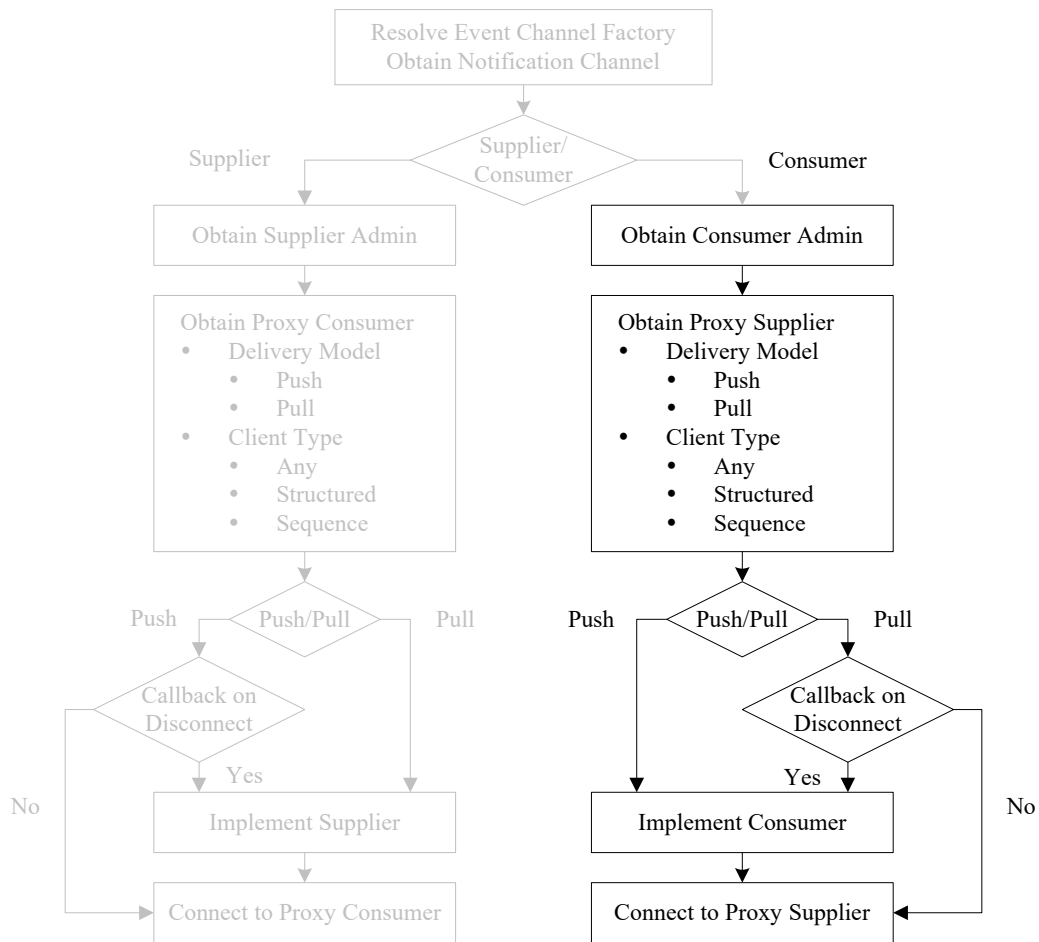 Resolve Event Channel Factory
Obtain Notification Channel
Supplier
Supplier/
Consumer
Consumer
Obtain Supplier Admin
Obtain Consumer Admin
Obtain Proxy Consumer
• Delivery Model
• Push
• Pull
• Client Type
• Any
• Structured
• Sequence
Obtain Proxy Supplier
• Delivery Model
• Push
• Pull
• Client Type
• Any
• Structured
• Sequence
Push
Push/Pull
Pull
Push
Push/Pull
Pull
Callback on
Disconnect
Callback on
Disconnect
Yes
No
Yes
No
Implement Supplier
Implement Consumer
Connect to Proxy Consumer
Connect to Proxy Supplier